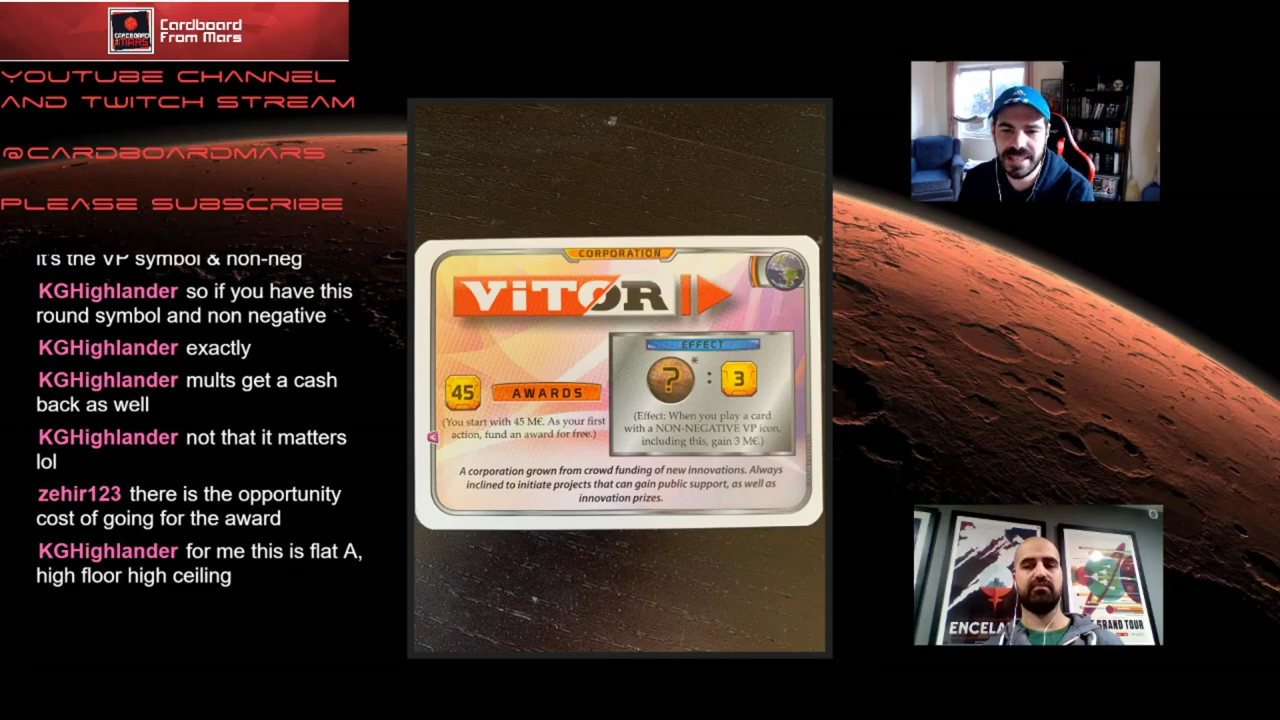 Cardboard
From Mars
YOUTUBE CHANNEL
AND TWITCH STREAM
@CARDBOARDMARS
PLEASE SUBSCRIBE
it's the VP symbol & non-neg
KGHighlander so if you have this
round symbol and non negative
KGHighlander exactly
KGHighlander mults get a cash
back as well
KGHighlander not that it matters
lol
zehir123 there is the opportunity
cost of going for the award
KGHighlander for me this is flat A,
high floor high ceiling
CORPORATION
ViTOR
EFFECT
? * : 3
45 AWARDS
(You start with 45 M€. As your first
action, fund an award for free.)
(Effect: When you play a card
with a NON-NEGATIVE VP icon,
including this, gain 3 M€.)
A corporation grown from crowd funding of new innovations. Always
inclined to initiate projects that can gain public support, as well as
innovation prizes.
ENCELA
GRAND TOUR